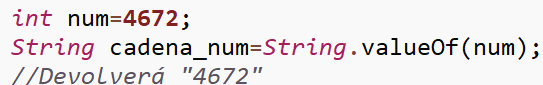 int num=4672;
String cadena_num=String.valueOf(num);
//Devolverá "4672"